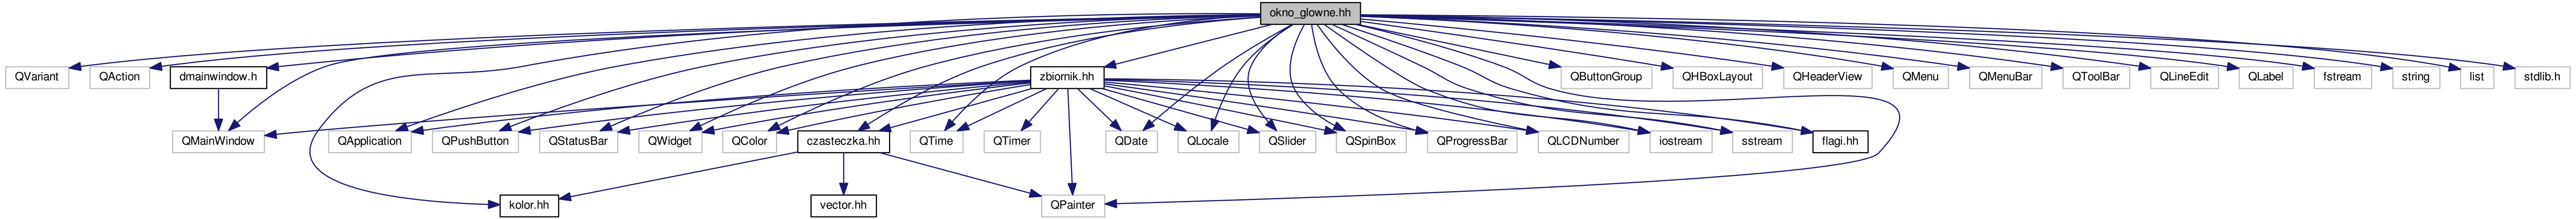 okno_glowne.hh
QVariant
QAction
dmainwindow.h
zbiornik.hh
QButtonGroup
QHBoxLayout
QHeaderView
QMenu
QMenuBar
QToolBar
QLineEdit
QLabel
fstream
string
list
stdlib.h
QMainWindow
QApplication
QPushButton
QStatusBar
QWidget
QColor
czasteczka.hh
QTime
QTimer
QDate
QLocale
QSlider
QSpinBox
QProgressBar
QLCDNumber
iostream
sstream
flagi.hh
kolor.hh
vector.hh
QPainter